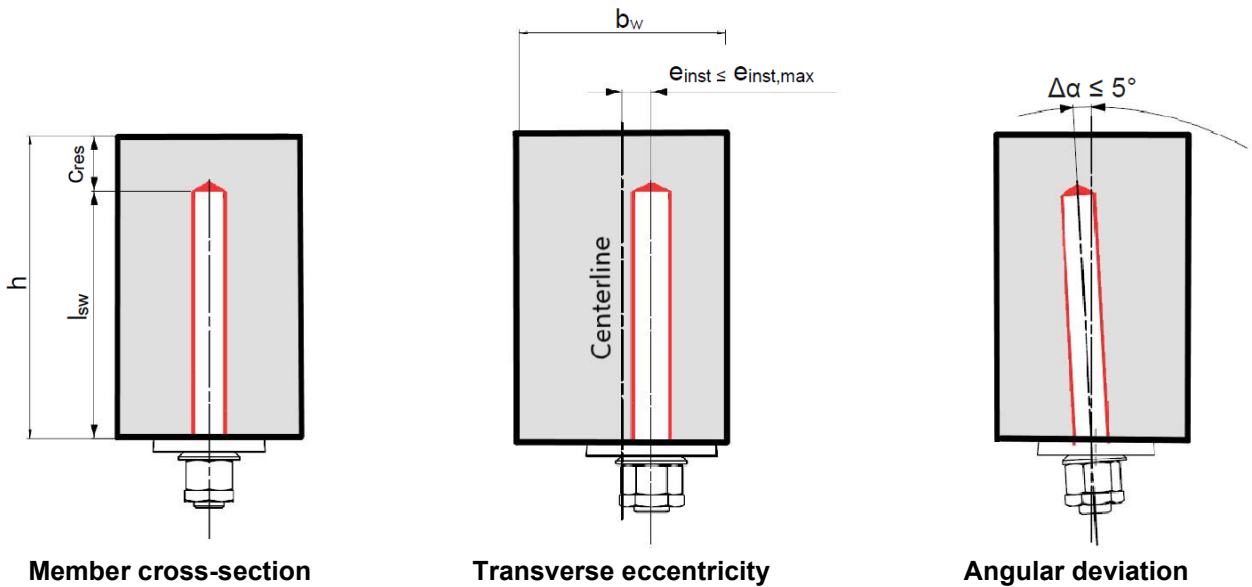 bw
einst ≤ einst,max
Δα ≤ 5°
Cres
h
lsw
Centerline
Member cross-section
Transverse eccentricity
Angular deviation